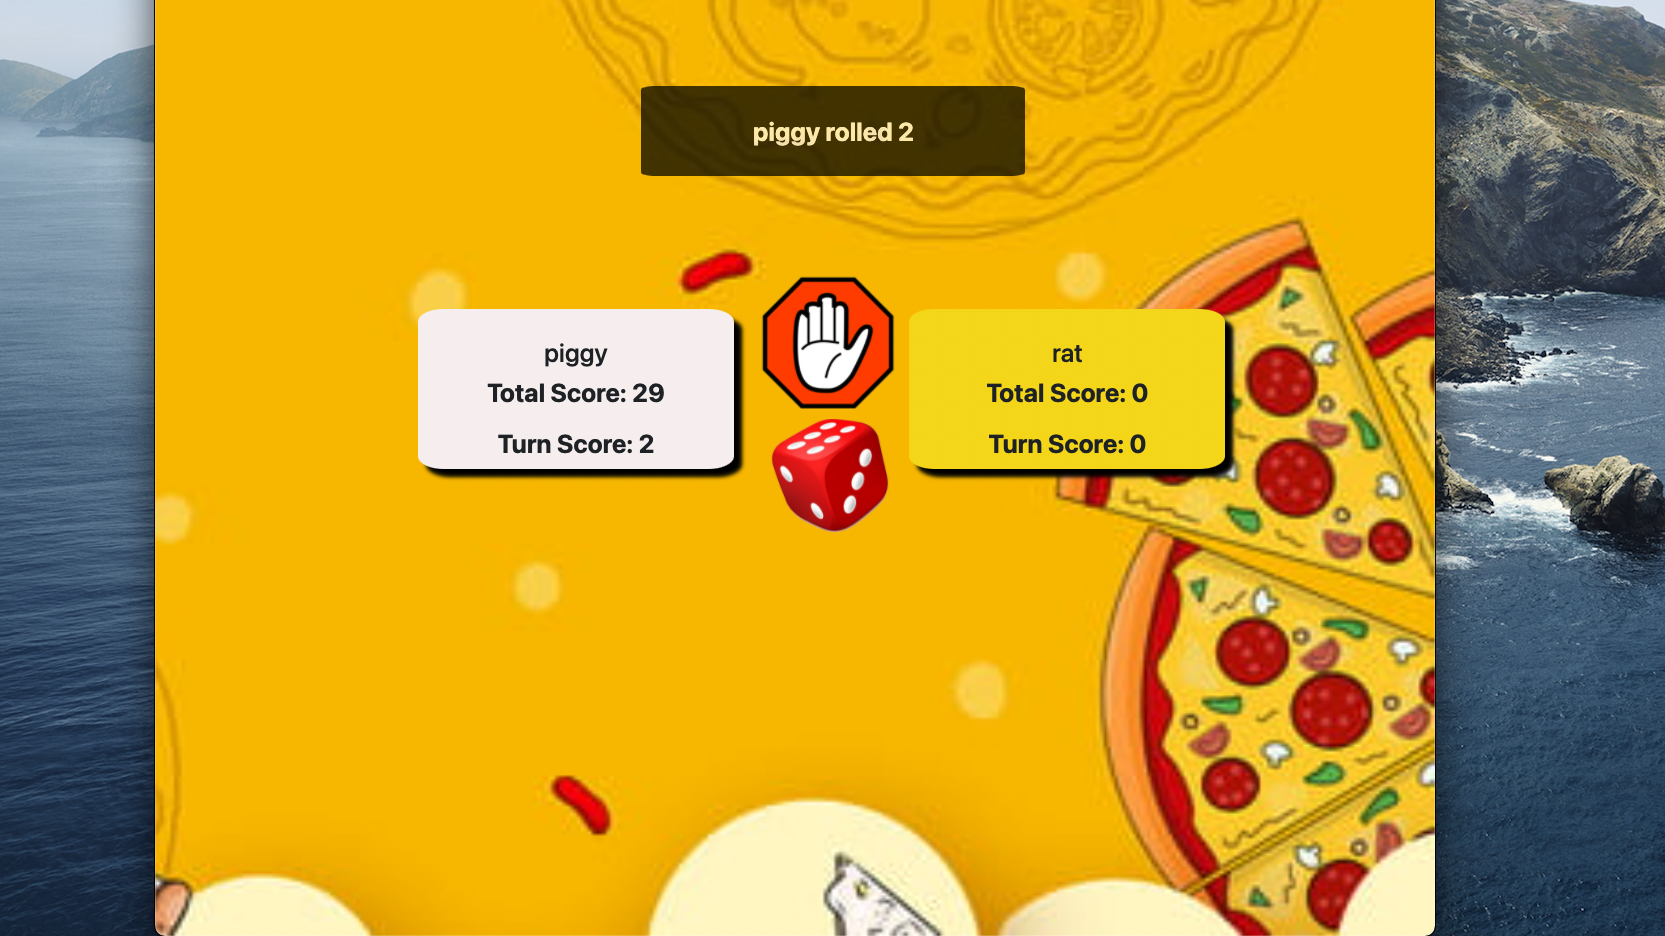 piggy rolled 2
piggy
Total Score: 29
Turn Score: 2
rat
Total Score: 0
Turn Score: 0